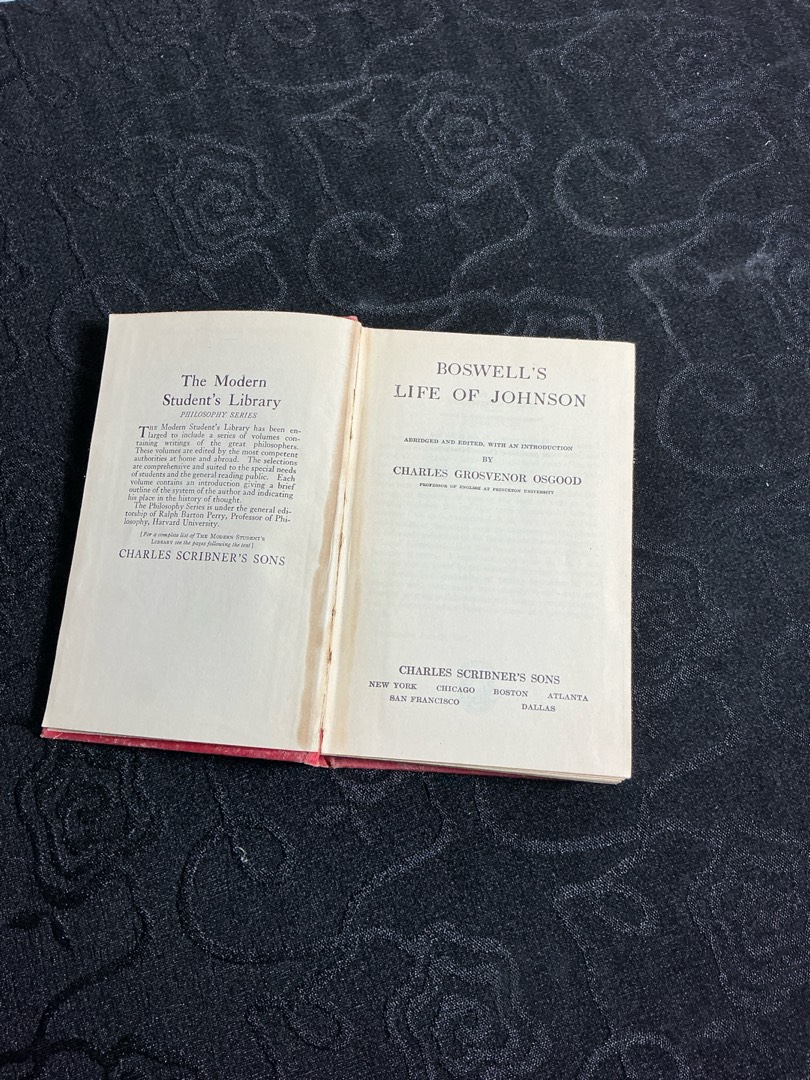 The Modern
Student's Library
PHILOSOPHY SERIES
THE Modern Student's Library has been en-
larged to include a series of volumes con-
taining writings of the great philosophers.
These volumes are edited by the most competent
authorities at home and abroad. The selections
are comprehensive and suited to the special needs
of students and the general reading public. Each
volume contains an introduction giving a brief
outline of the system of the author and indicating
his place in the history of thought.
The Philosophy Series is under the general edi-
torship of Ralph Barton Perry, Professor of Phi-
losophy, Harvard University.
[For a complete list of THE MODERN STUDENT'S
LIBRARY see the pages following the text]
CHARLES SCRIBNER'S SONS
BOSWELL'S
LIFE OF JOHNSON
ABRIDGED AND EDITED, WITH AN INTRODUCTION
BY
CHARLES GROSVENOR OSGOOD
PROFESSOR OF ENGLISH AT PRINCETON UNIVERSITY
CHARLES SCRIBNER'S SONS
NEW YORK CHICAGO BOSTON ATLANTA
SAN FRANCISCO DALLAS